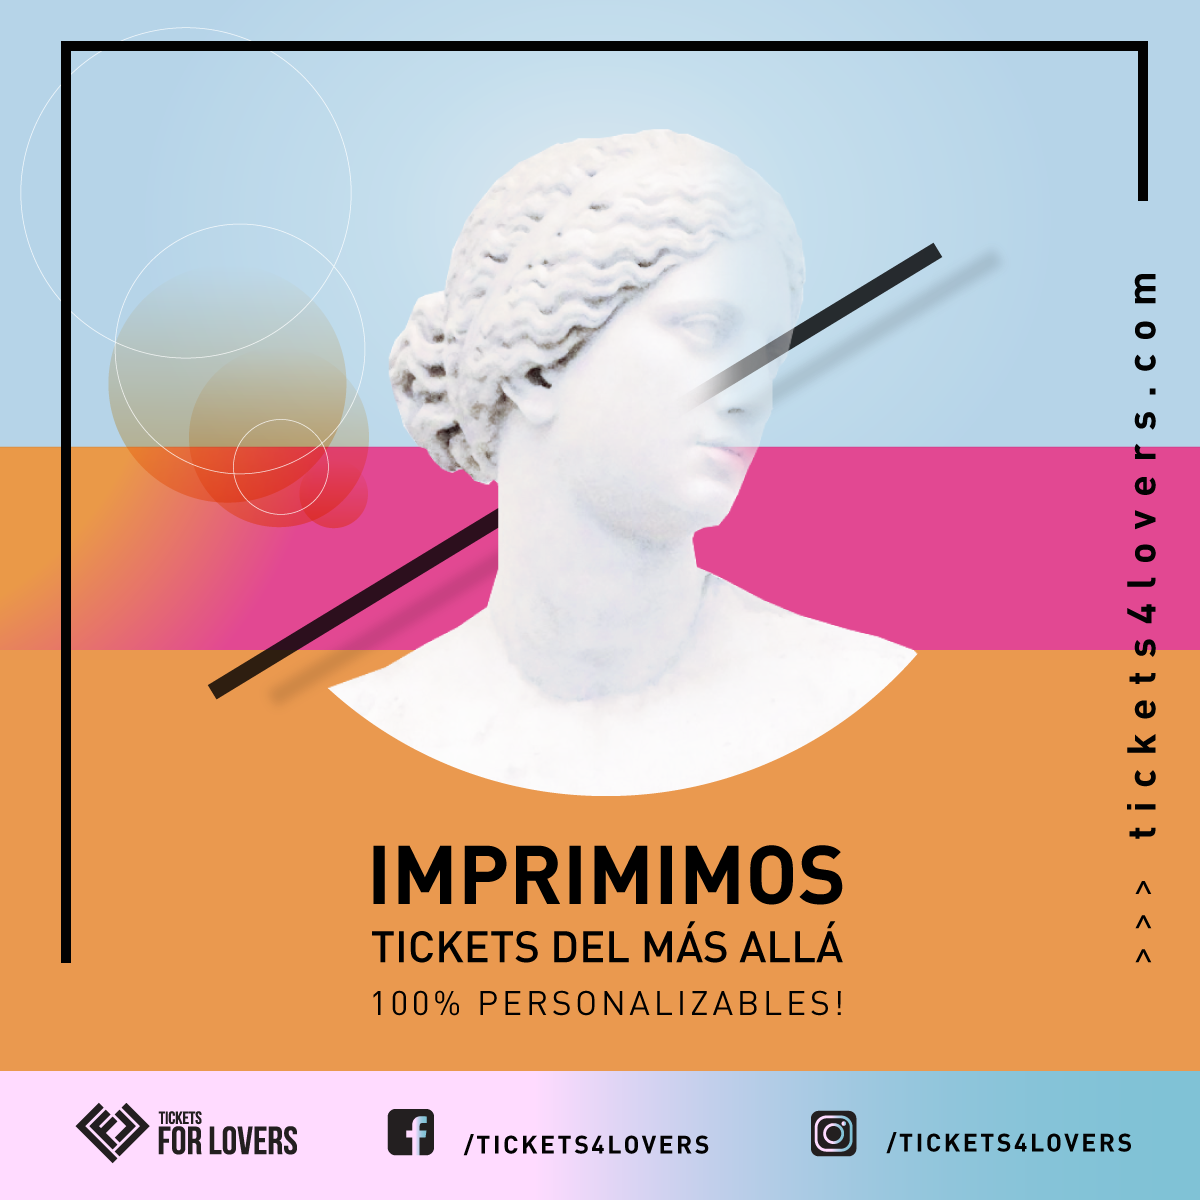 >>> tickets4lovers.com
IMPRIMIMOS
TICKETS DEL MÁS ALLÁ
100% PERSONALIZABLES!
TICKETS
FOR LOVERS
/TICKETS4LOVERS
/TICKETS4LOVERS